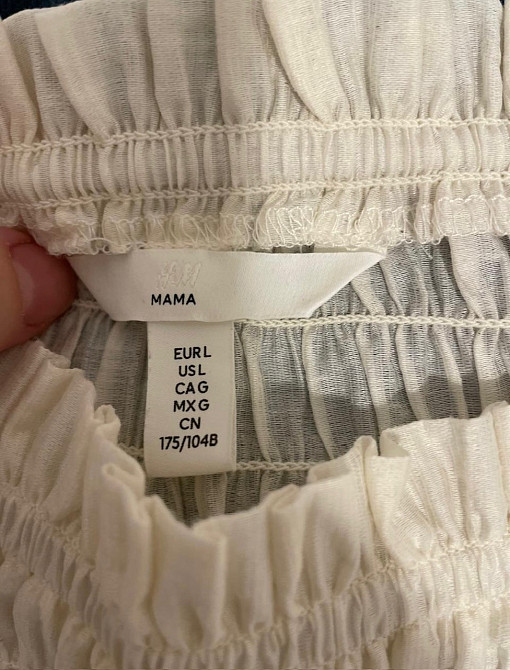 H&M
MAMA
EUR L
US L
CA G
MX G
CN
175/104B